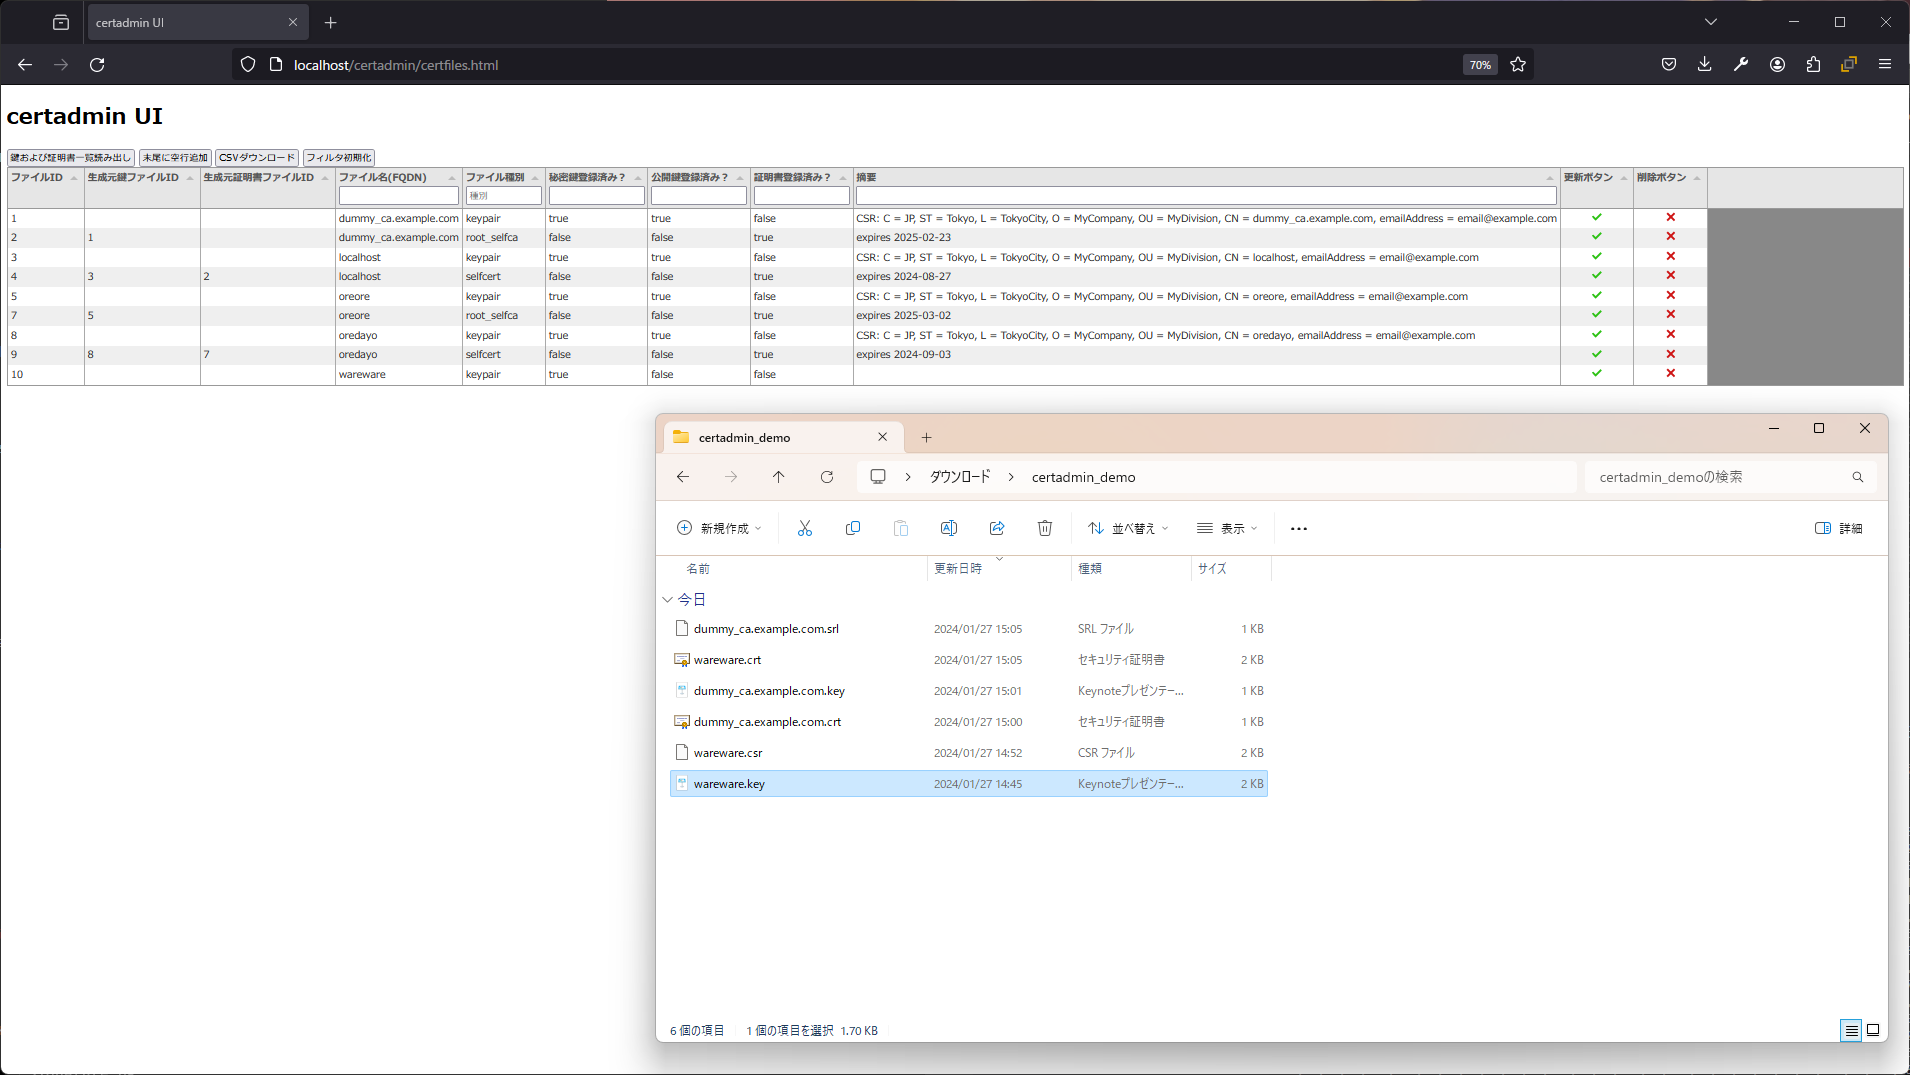 certadmin UI
localhost/certadmin/certfiles.html 70%
certadmin UI
鍵および証明書一覧読み出し 末尾に空行追加 CSVダウンロード フィルタ初期化
ファイルID 生成元鍵ファイルID 生成元証明書ファイルID ファイル名(FQDN) ファイル種別 秘密鍵登録済み？ 公開鍵登録済み？ 証明書登録済み？ 摘要 更新ボタン 削除ボタン
種別
1 dummy_ca.example.com keypair true true false CSR: C = JP, ST = Tokyo, L = TokyoCity, O = MyCompany, OU = MyDivision, CN = dummy_ca.example.com, emailAddress = email@example.com
2 1 dummy_ca.example.com root_selfca false false true expires 2025-02-23
3 localhost keypair true true false CSR: C = JP, ST = Tokyo, L = TokyoCity, O = MyCompany, OU = MyDivision, CN = localhost, emailAddress = email@example.com
4 3 2 localhost selfcert false false true expires 2024-08-27
5 oreore keypair true true false CSR: C = JP, ST = Tokyo, L = TokyoCity, O = MyCompany, OU = MyDivision, CN = oreore, emailAddress = email@example.com
7 5 oreore root_selfca false false true expires 2025-03-02
8 oredayo keypair true true false CSR: C = JP, ST = Tokyo, L = TokyoCity, O = MyCompany, OU = MyDivision, CN = oredayo, emailAddress = email@example.com
9 8 7 oredayo selfcert false false true expires 2024-09-03
10 wareware keypair true false false
certadmin_demo
ダウンロード certadmin_demo certadmin_demoの検索
新規作成 並べ替え 表示 詳細
名前 更新日時 種類 サイズ
今日
dummy_ca.example.com.srl 2024/01/27 15:05 SRL ファイル 1 KB
wareware.crt 2024/01/27 15:05 セキュリティ証明書 2 KB
dummy_ca.example.com.key 2024/01/27 15:01 Keynoteプレゼンテー... 1 KB
dummy_ca.example.com.crt 2024/01/27 15:00 セキュリティ証明書 1 KB
wareware.csr 2024/01/27 14:52 CSR ファイル 2 KB
wareware.key 2024/01/27 14:45 Keynoteプレゼンテー... 2 KB
6 個の項目 1 個の項目を選択 1.70 KB